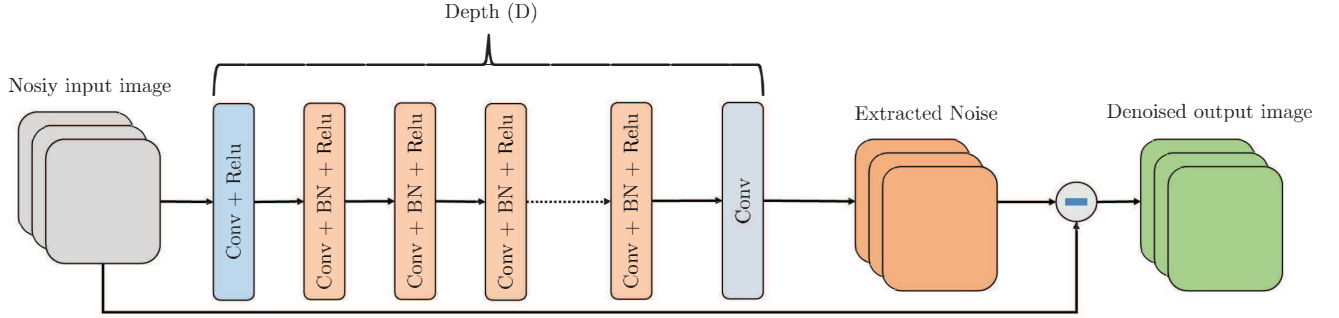 Depth (D)
Nosiy input image
Conv + Relu
Conv + BN + Relu
Conv + BN + Relu
Conv + BN + Relu
Conv + BN + Relu
Conv
Extracted Noise
Denoised output image